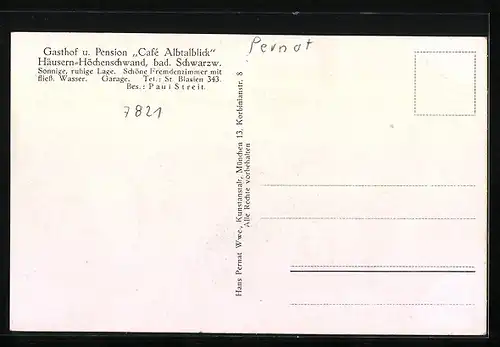 Gasthof u. Pension „Café Albtalblick“
Häusern-Höchenschwand, bad. Schwarzw.
Sonnige, ruhige Lage. Schöne Fremdenzimmer mit
fließ. Wasser. Garage. Tel.: St. Blasien 343.
Bes.: Paul Streit.
7821
Pernat
Hans Pernat Wwe., Kunstanstalt, München 13, Korbinianstr. 8
Alle Rechte vorbehalten